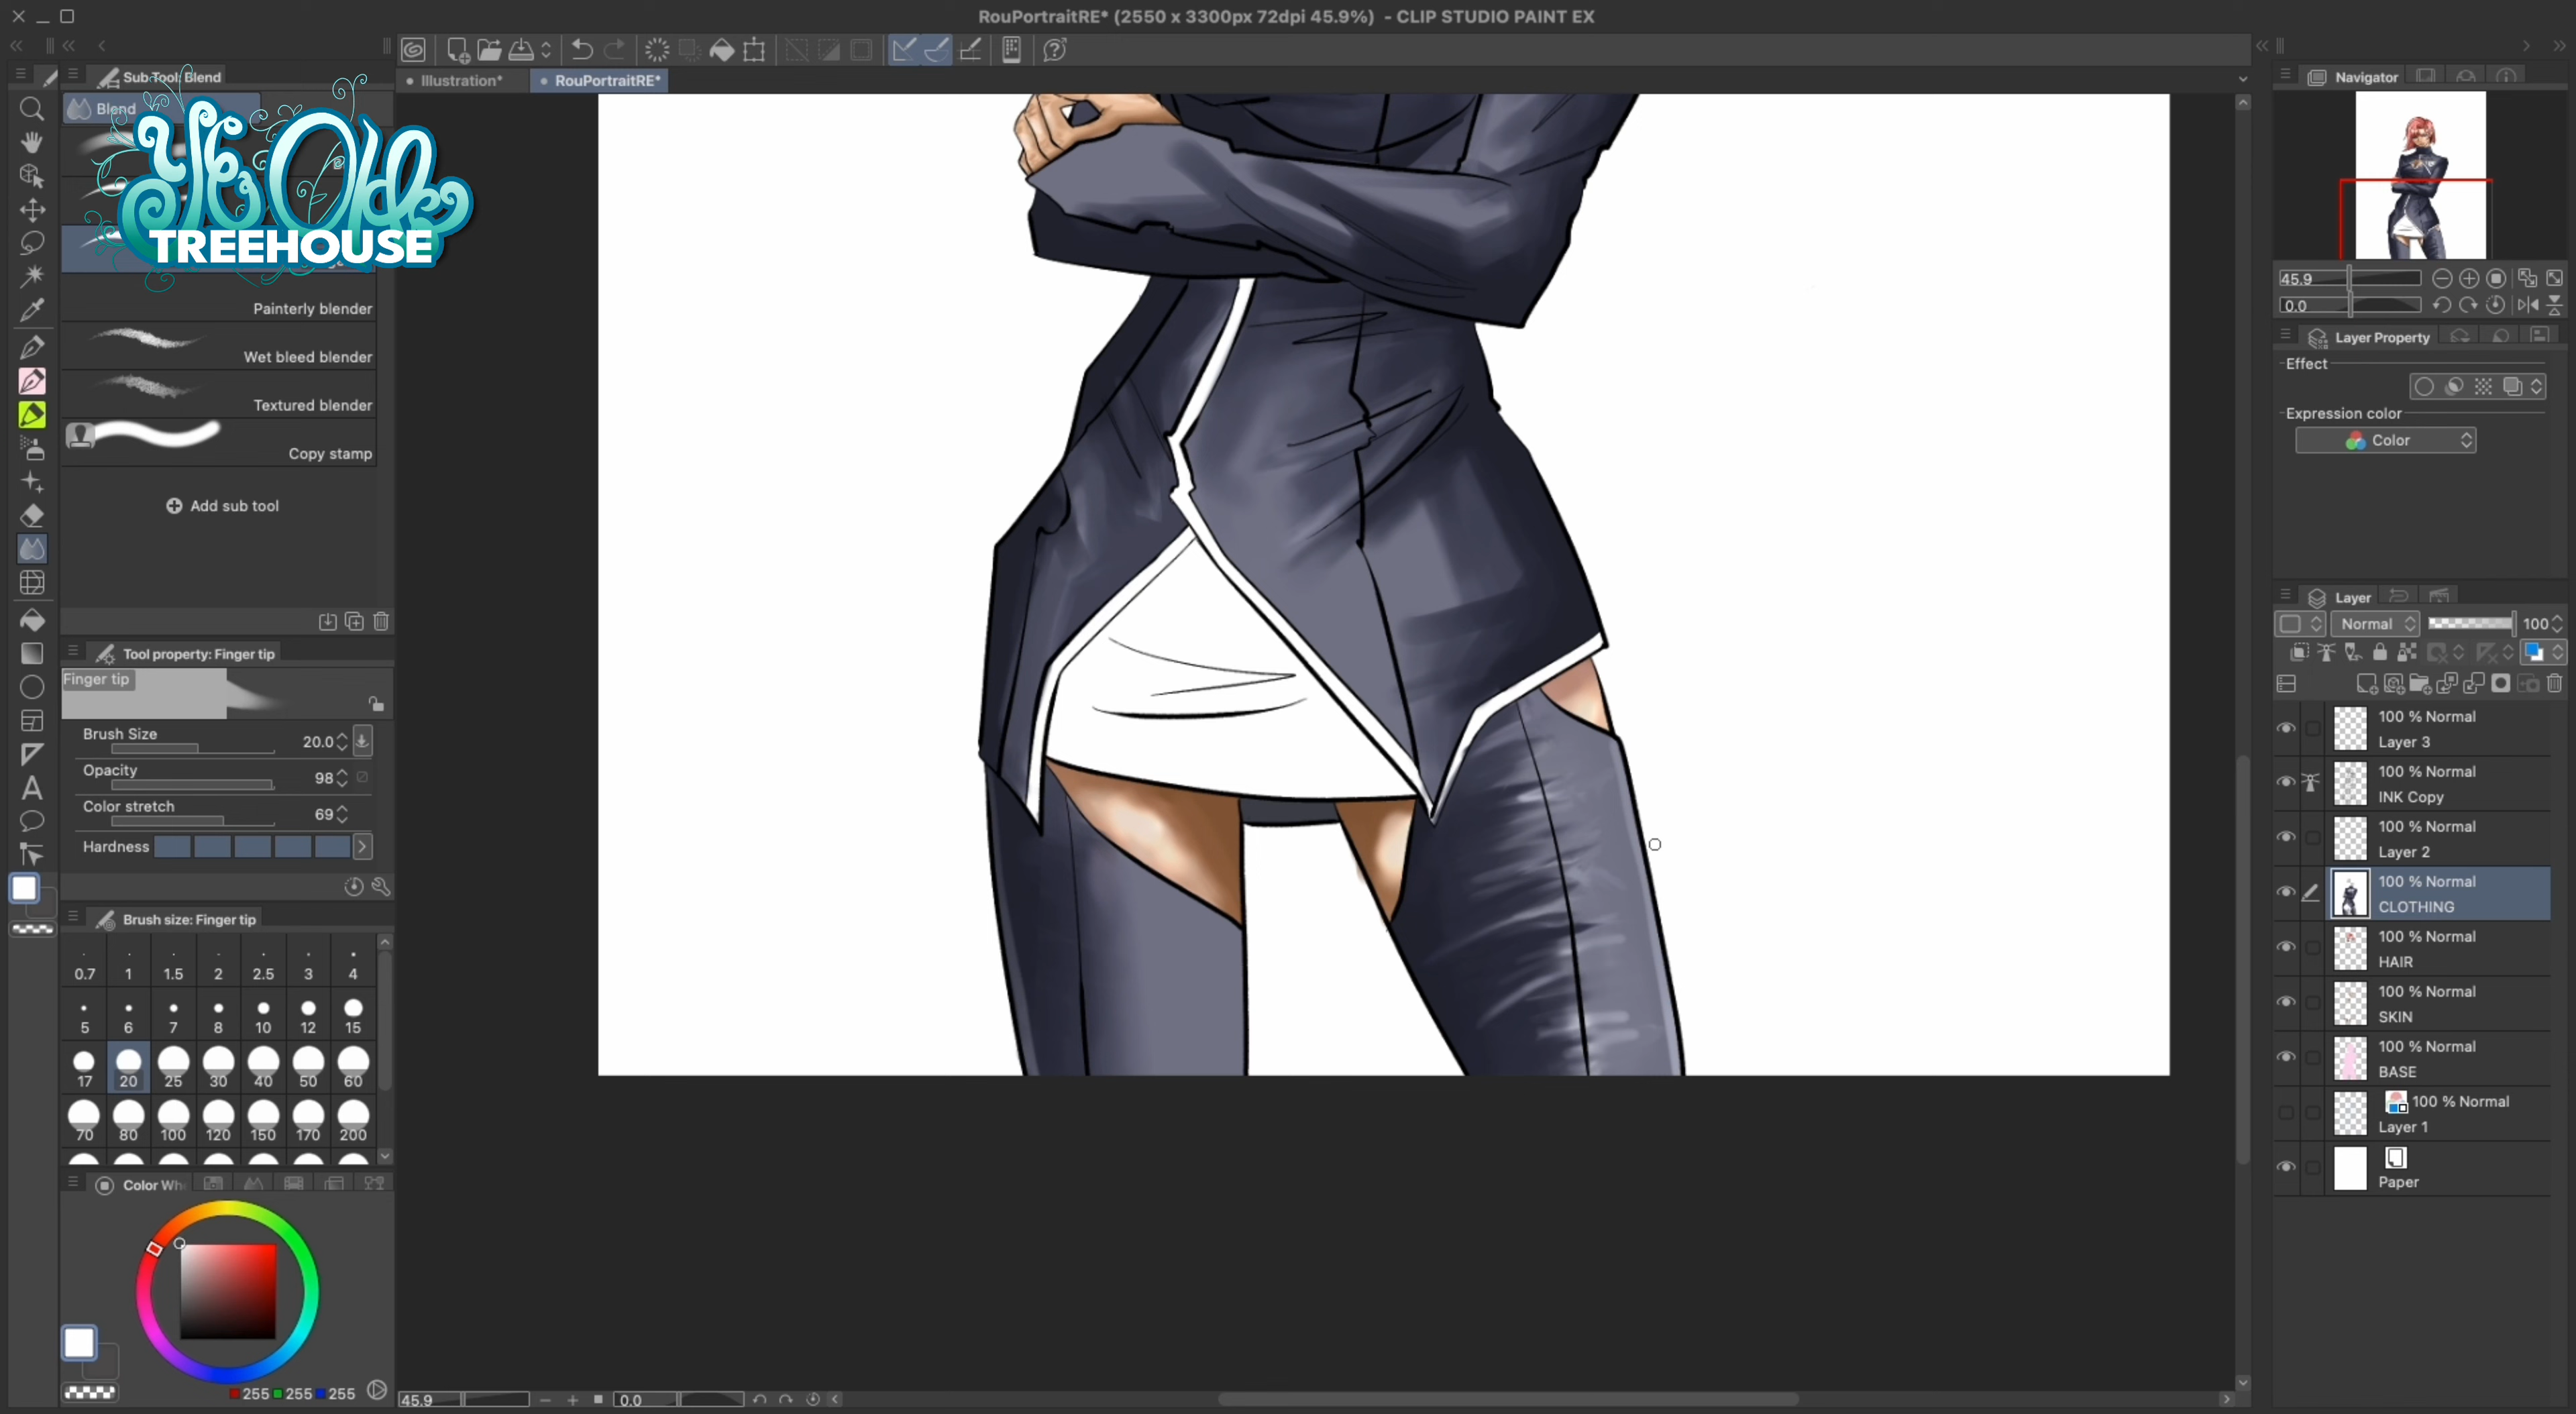 RouPortraitRE* (2550 x 3300px 72dpi 45.9%) - CLIP STUDIO PAINT EX
Illustration*
RouPortraitRE*
Sub Tool: Blend
Blend
Ye Olde
TREEHOUSE
Painterly blender
Wet bleed blender
Textured blender
Copy stamp
Add sub tool
Tool property: Finger tip
Finger tip
Brush Size
20.0
Opacity
98
Color stretch
69
Hardness
Brush size: Finger tip
0.7 1 1.5 2 2.5 3 4
5 6 7 8 10 12 15
17 20 25 30 40 50 60
70 80 100 120 150 170 200
Color Wh
255 255 255
45.9
0.0
Navigator
45.9
0.0
Layer Property
Effect
Expression color
Color
Layer
Normal
100
100 % Normal
Layer 3
100 % Normal
INK Copy
100 % Normal
Layer 2
100 % Normal
CLOTHING
100 % Normal
HAIR
100 % Normal
SKIN
100 % Normal
BASE
100 % Normal
Layer 1
Paper